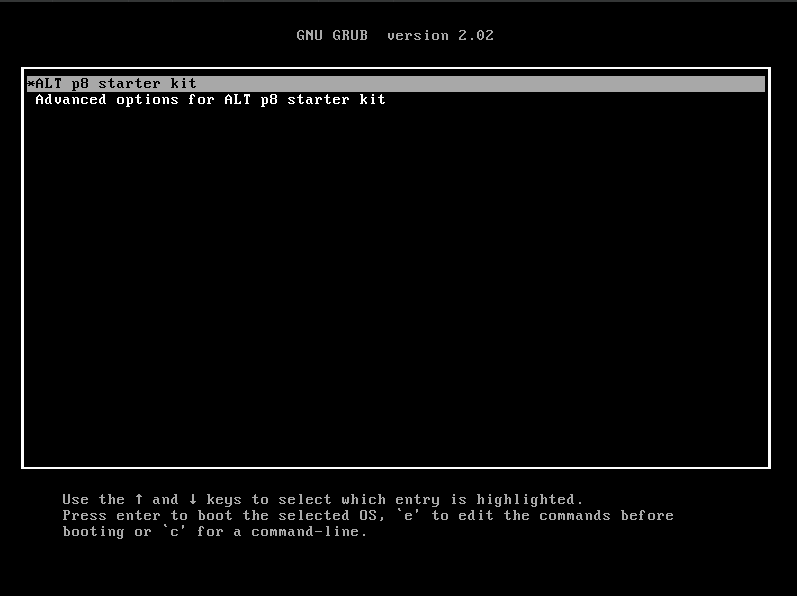 GNU GRUB  version 2.02
*ALT p8 starter kit
Advanced options for ALT p8 starter kit
Use the ↑ and ↓ keys to select which entry is highlighted.
Press enter to boot the selected OS, `e' to edit the commands before
booting or `c' for a command-line.